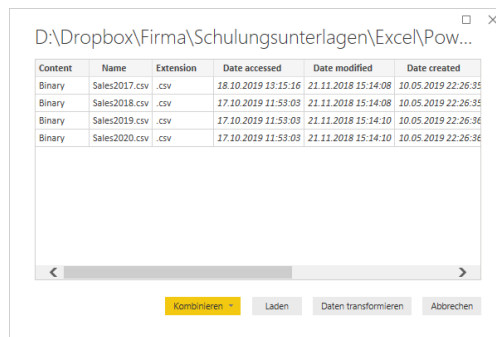 D:\Dropbox\Firma\Schulungsunterlagen\Excel\Pow...
Content Name Extension Date accessed Date modified Date created
Binary Sales2017.csv .csv 18.10.2019 13:15:16 21.11.2018 15:14:08 10.05.2019 22:26:35
Binary Sales2018.csv .csv 17.10.2019 11:53:03 21.11.2018 15:14:08 10.05.2019 22:26:35
Binary Sales2019.csv .csv 17.10.2019 11:53:03 21.11.2018 15:14:10 10.05.2019 22:26:36
Binary Sales2020.csv .csv 17.10.2019 11:53:03 21.11.2018 15:14:10 10.05.2019 22:26:36
Kombinieren Laden Daten transformieren Abbrechen